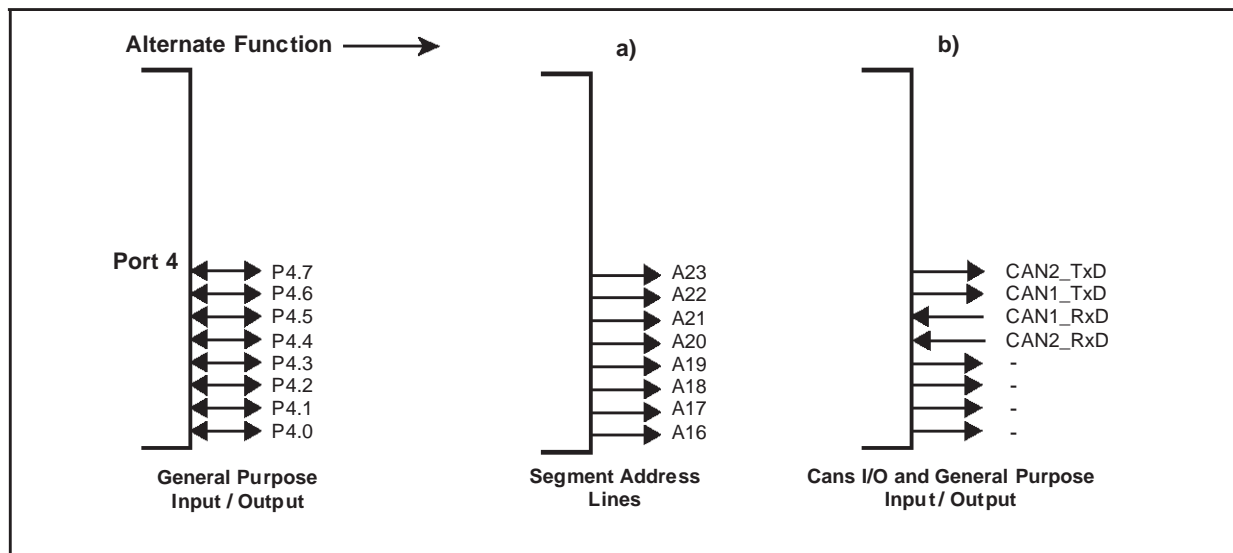 Alternate Function
a)
b)
Port 4
P4.7
P4.6
P4.5
P4.4
P4.3
P4.2
P4.1
P4.0
General Purpose
Input / Output
A23
A22
A21
A20
A19
A18
A17
A16
Segment Address
Lines
CAN2_TxD
CAN1_TxD
CAN1_RxD
CAN2_RxD
-
-
-
-
Cans I/O and General Purpose
Input / Output